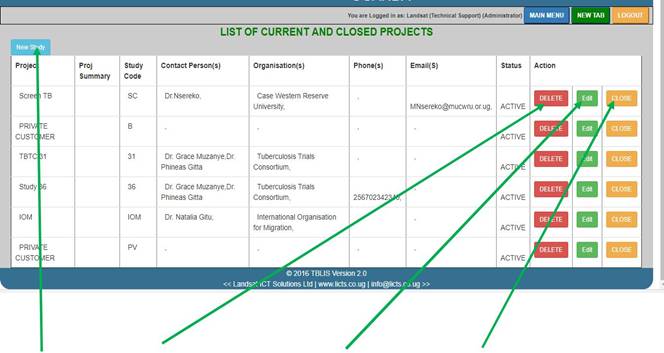 You are Logged in as: Landsat (Technical Support) (Administrator) MAIN MENU NEW TAB LOGOUT
LIST OF CURRENT AND CLOSED PROJECTS
New Study
Project Proj Summary Study Code Contact Person(s) Organisation(s) Phone(s) Email(S) Status Action
Screen TB SC Dr.Nsereko, Case Western Reserve University, , MNsereko@mucwru.or.ug, ACTIVE DELETE Edit CLOSE
PRIVATE CUSTOMER B , , , , ACTIVE DELETE Edit CLOSE
TBTC 31 31 Dr. Grace Muzanye,Dr. Phineas Gitta Tuberculosis Trials Consortium, , , ACTIVE DELETE Edit CLOSE
Study 36 36 Dr. Grace Muzanye,Dr. Phineas Gitta Tuberculosis Trials Consortium, , ACTIVE DELETE Edit CLOSE
IOM IOM Dr. Natalia Gitu, International Organisation for Migration, , , ACTIVE DELETE Edit CLOSE
PRIVATE CUSTOMER PV , , , , ACTIVE DELETE Edit CLOSE
© 2016 TBLIS Version 2.0
<< Landsat ICT Solutions Ltd | www.licts.co.ug | info@licts.co.ug >>